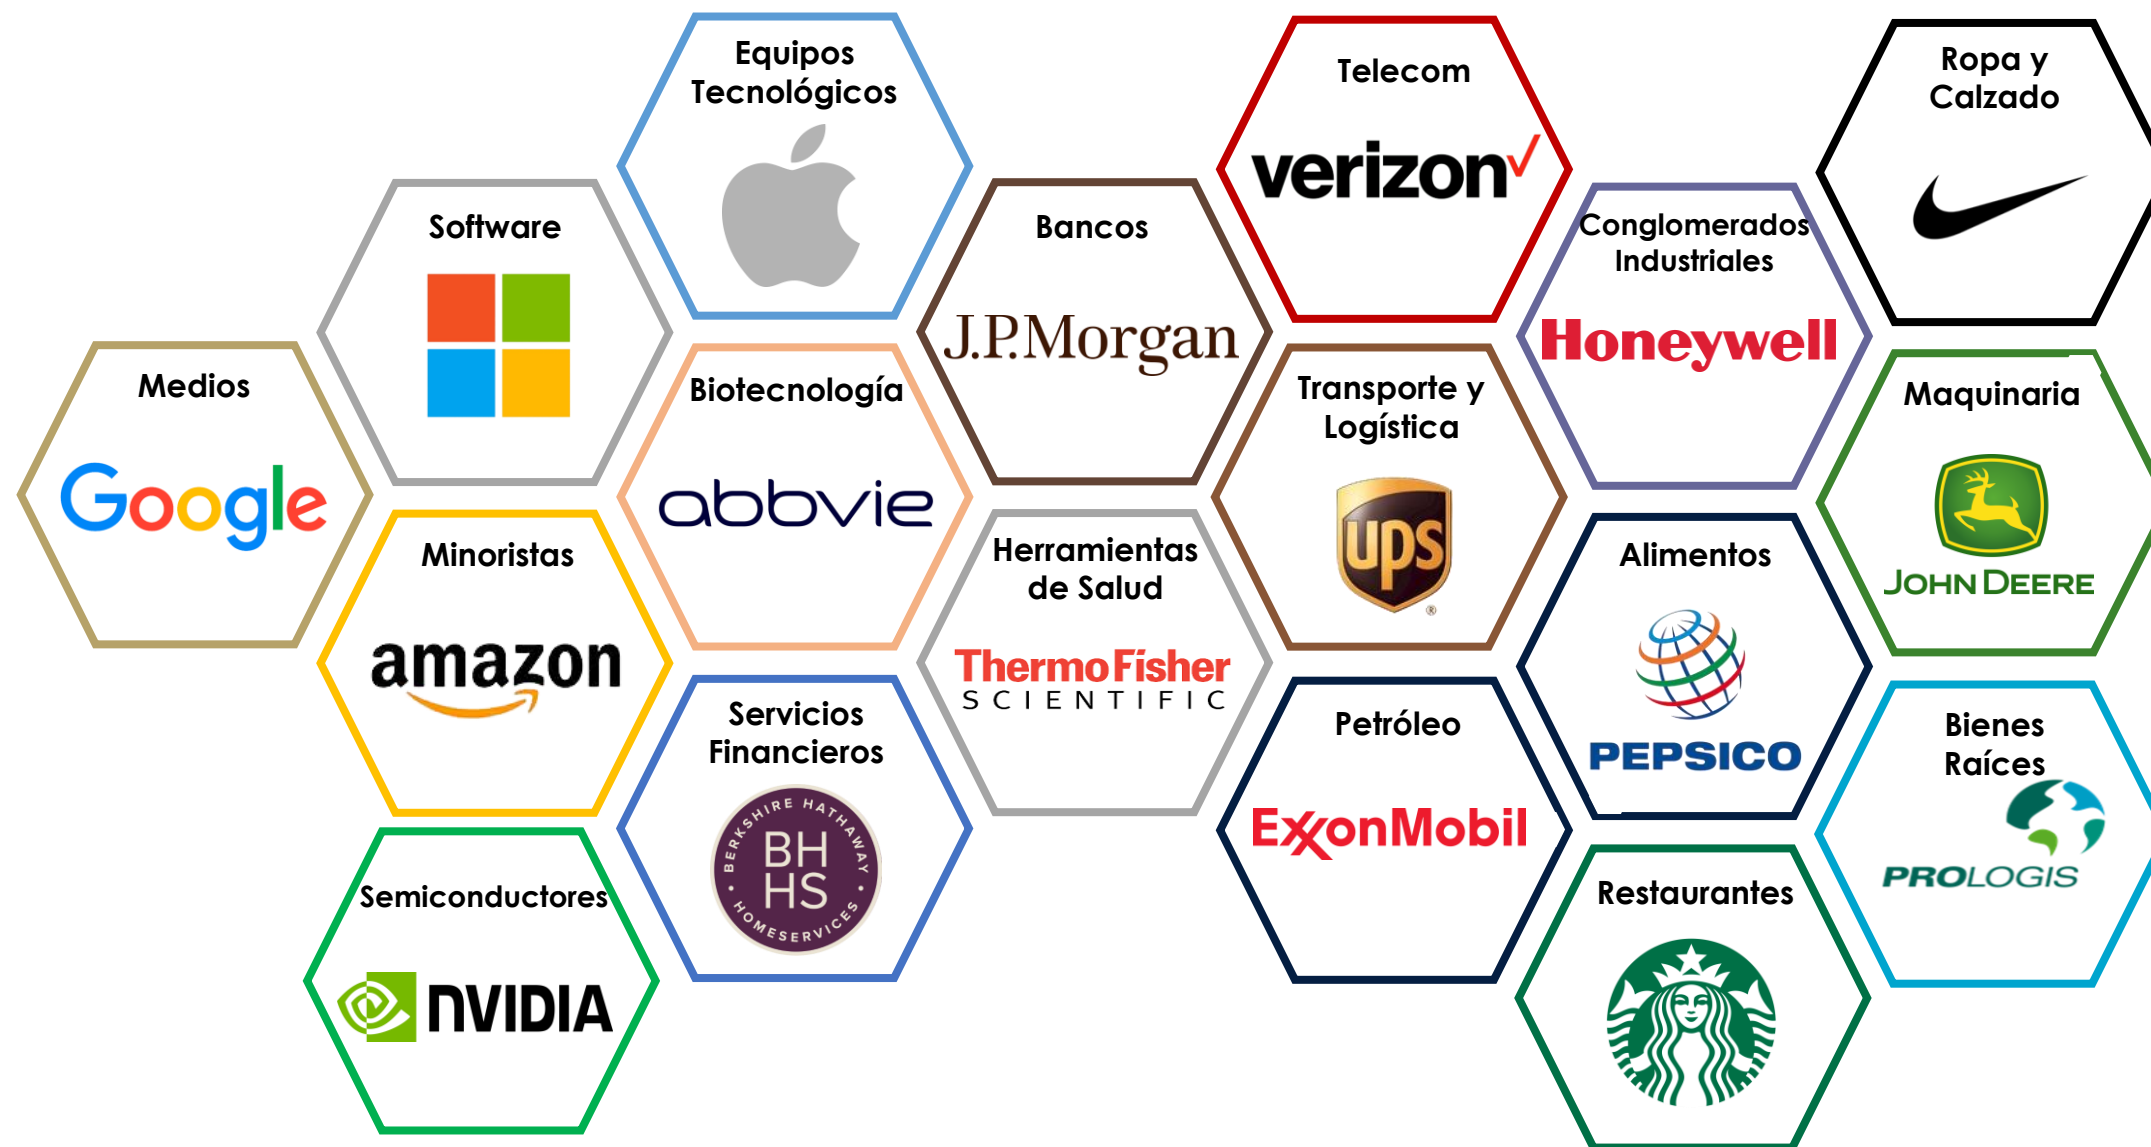 Equipos
Tecnológicos
Telecom
verizon
Ropa y
Calzado
Software
Bancos
J.P.Morgan
Conglomerados
Industriales
Honeywell
Medios
Google
Biotecnología
abbvie
Transporte y
Logística
ups
®
Maquinaria
JOHN DEERE
Minoristas
amazon
Herramientas
de Salud
ThermoFisher
SCIENTIFIC
Alimentos
PEPSICO
Servicios
Financieros
BERKSHIRE HATHAWAY
BH
HS
HOMESERVICES
Petróleo
ExxonMobil
Bienes
Raíces
PROLOGIS
Semiconductores
NVIDIA
Restaurantes